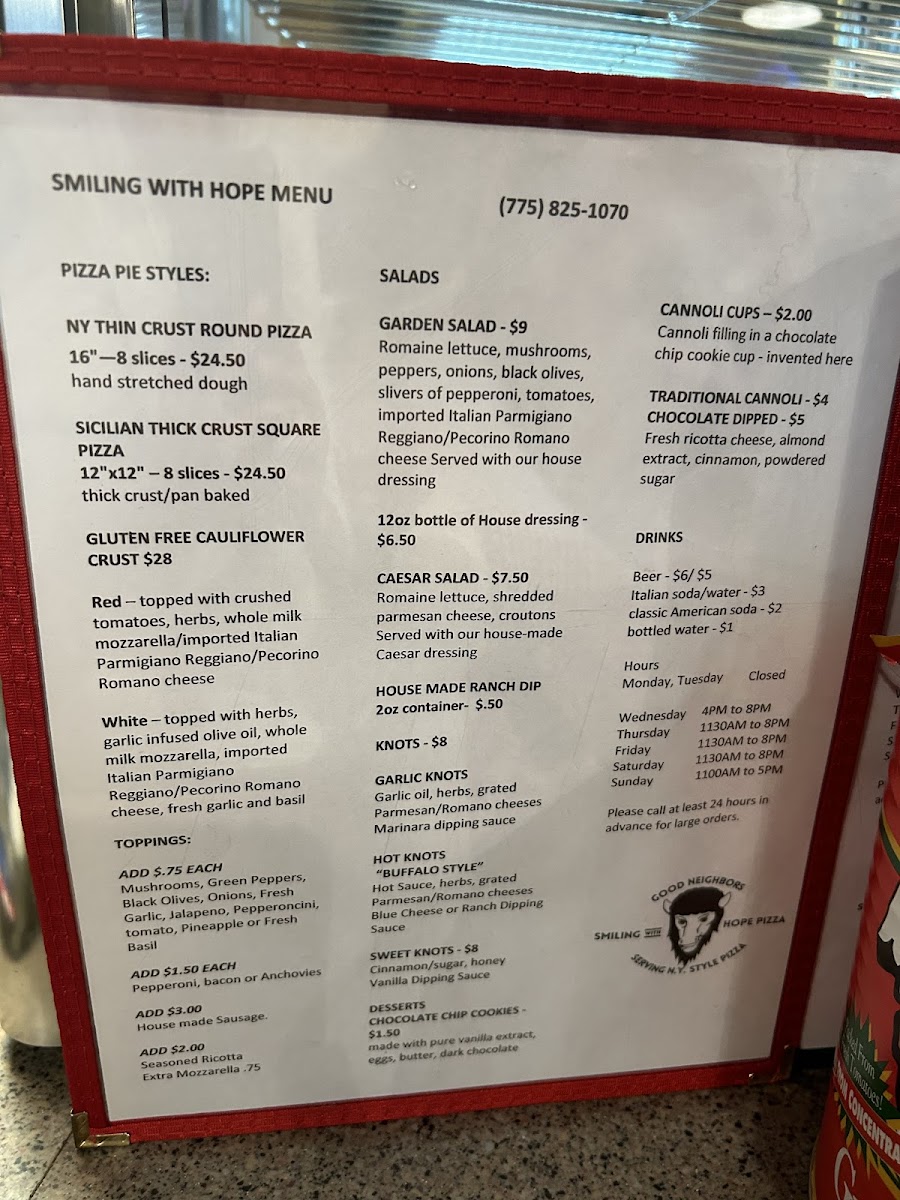 SMILING WITH HOPE MENU
(775) 825-1070
PIZZA PIE STYLES:
NY THIN CRUST ROUND PIZZA
16"—8 slices - $24.50
hand stretched dough
SICILIAN THICK CRUST SQUARE
PIZZA
12"x12" – 8 slices - $24.50
thick crust/pan baked
GLUTEN FREE CAULIFLOWER
CRUST $28
Red – topped with crushed
tomatoes, herbs, whole milk
mozzarella/imported Italian
Parmigiano Reggiano/Pecorino
Romano cheese
White – topped with herbs,
garlic infused olive oil, whole
milk mozzarella, imported
Italian Parmigiano
Reggiano/Pecorino Romano
cheese, fresh garlic and basil
TOPPINGS:
ADD $.75 EACH
Mushrooms, Green Peppers,
Black Olives, Onions, Fresh
Garlic, Jalapeno, Pepperoncini,
tomato, Pineapple or Fresh
Basil
ADD $1.50 EACH
Pepperoni, bacon or Anchovies
ADD $3.00
House made Sausage.
ADD $2.00
Seasoned Ricotta
Extra Mozzarella .75
SALADS
GARDEN SALAD - $9
Romaine lettuce, mushrooms,
peppers, onions, black olives,
slivers of pepperoni, tomatoes,
imported Italian Parmigiano
Reggiano/Pecorino Romano
cheese Served with our house
dressing
12oz bottle of House dressing -
$6.50
CAESAR SALAD - $7.50
Romaine lettuce, shredded
parmesan cheese, croutons
Served with our house-made
Caesar dressing
HOUSE MADE RANCH DIP
2oz container- $.50
KNOTS - $8
GARLIC KNOTS
Garlic oil, herbs, grated
Parmesan/Romano cheeses
Marinara dipping sauce
HOT KNOTS
"BUFFALO STYLE"
Hot Sauce, herbs, grated
Parmesan/Romano cheeses
Blue Cheese or Ranch Dipping
Sauce
SWEET KNOTS - $8
Cinnamon/sugar, honey
Vanilla Dipping Sauce
DESSERTS
CHOCOLATE CHIP COOKIES -
$1.50
made with pure vanilla extract,
eggs, butter, dark chocolate
CANNOLI CUPS – $2.00
Cannoli filling in a chocolate
chip cookie cup - invented here
TRADITIONAL CANNOLI - $4
CHOCOLATE DIPPED - $5
Fresh ricotta cheese, almond
extract, cinnamon, powdered
sugar
DRINKS
Beer - $6/ $5
Italian soda/water - $3
classic American soda - $2
bottled water - $1
Hours
Monday, Tuesday Closed
Wednesday 4PM to 8PM
Thursday 1130AM to 8PM
Friday 1130AM to 8PM
Saturday 1130AM to 8PM
Sunday 1100AM to 5PM
Please call at least 24 hours in
advance for large orders.
GOOD NEIGHBORS
SMILING WITH HOPE PIZZA
SERVING N.Y. STYLE PIZZA